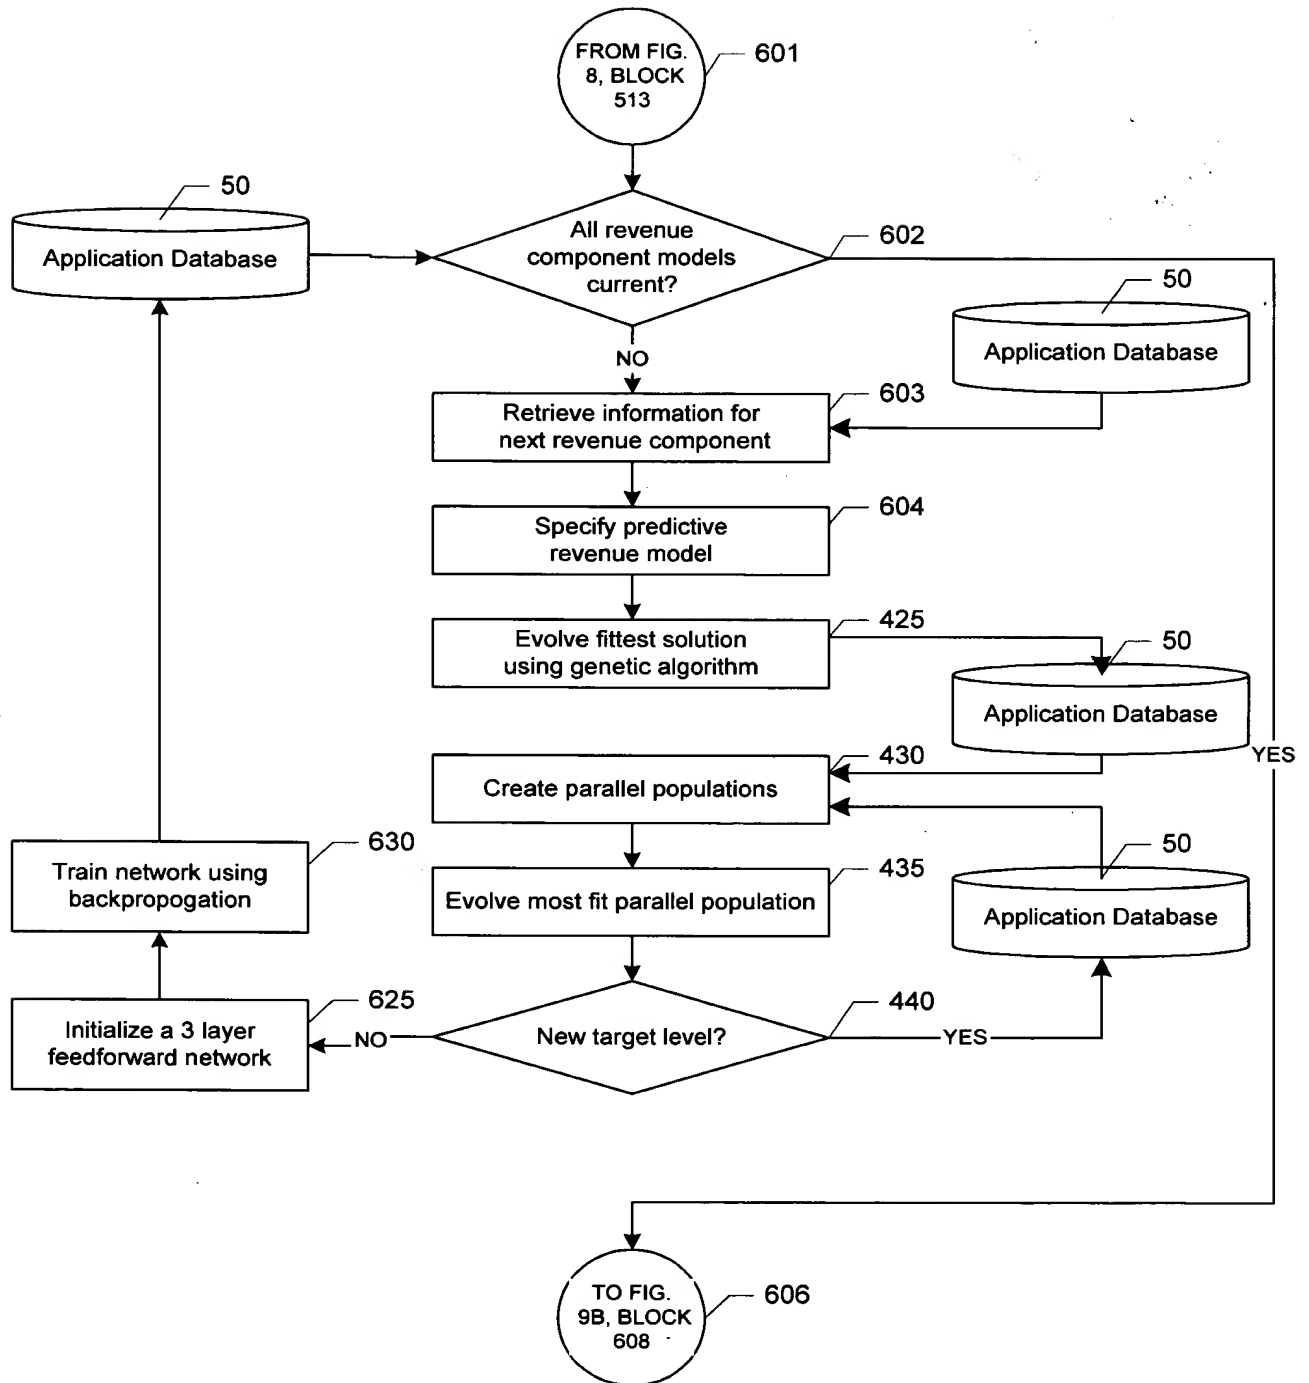 FROM FIG.
8, BLOCK
513
601
50
Application Database
All revenue
component models
current?
602
50
Application Database
NO
Retrieve information for
next revenue component
603
Specify predictive
revenue model
604
Evolve fittest solution
using genetic algorithm
425
50
Application Database
YES
Create parallel populations
430
Train network using
backpropogation
630
Evolve most fit parallel population
435
50
Application Database
Initialize a 3 layer
feedforward network
625
NO
New target level?
440
YES
TO FIG.
9B, BLOCK
608
606